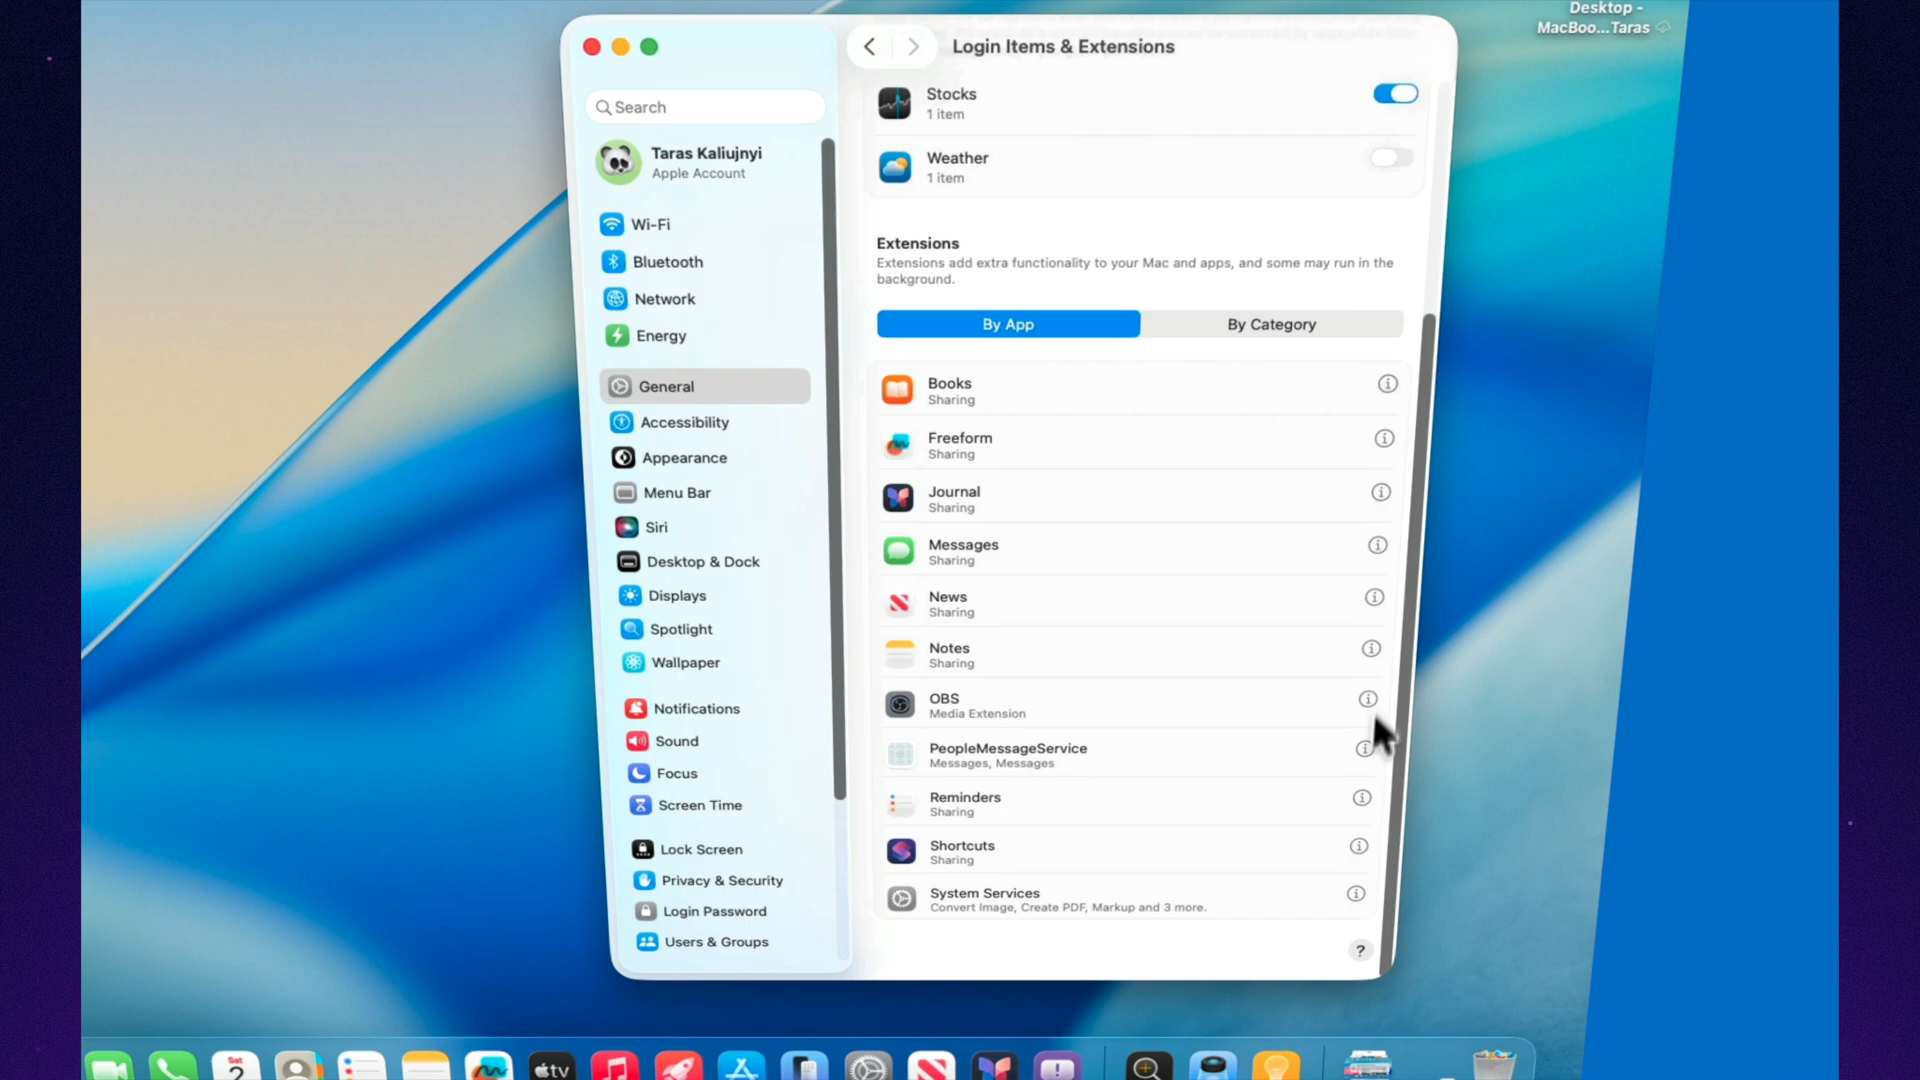 Desktop -
MacBoo...Taras
Login Items & Extensions
Search
Taras Kaliujnyi
Apple Account
Wi-Fi
Bluetooth
Network
Energy
General
Accessibility
Appearance
Menu Bar
Siri
Desktop & Dock
Displays
Spotlight
Wallpaper
Notifications
Sound
Focus
Screen Time
Lock Screen
Privacy & Security
Login Password
Users & Groups
Stocks
1 item
Weather
1 item
Extensions
Extensions add extra functionality to your Mac and apps, and some may run in the
background.
By App
By Category
Books
Sharing
Freeform
Sharing
Journal
Sharing
Messages
Sharing
News
Sharing
Notes
Sharing
OBS
Media Extension
PeopleMessageService
Messages, Messages
Reminders
Sharing
Shortcuts
Sharing
System Services
Convert Image, Create PDF, Markup and 3 more.
?
Sat
2
tv